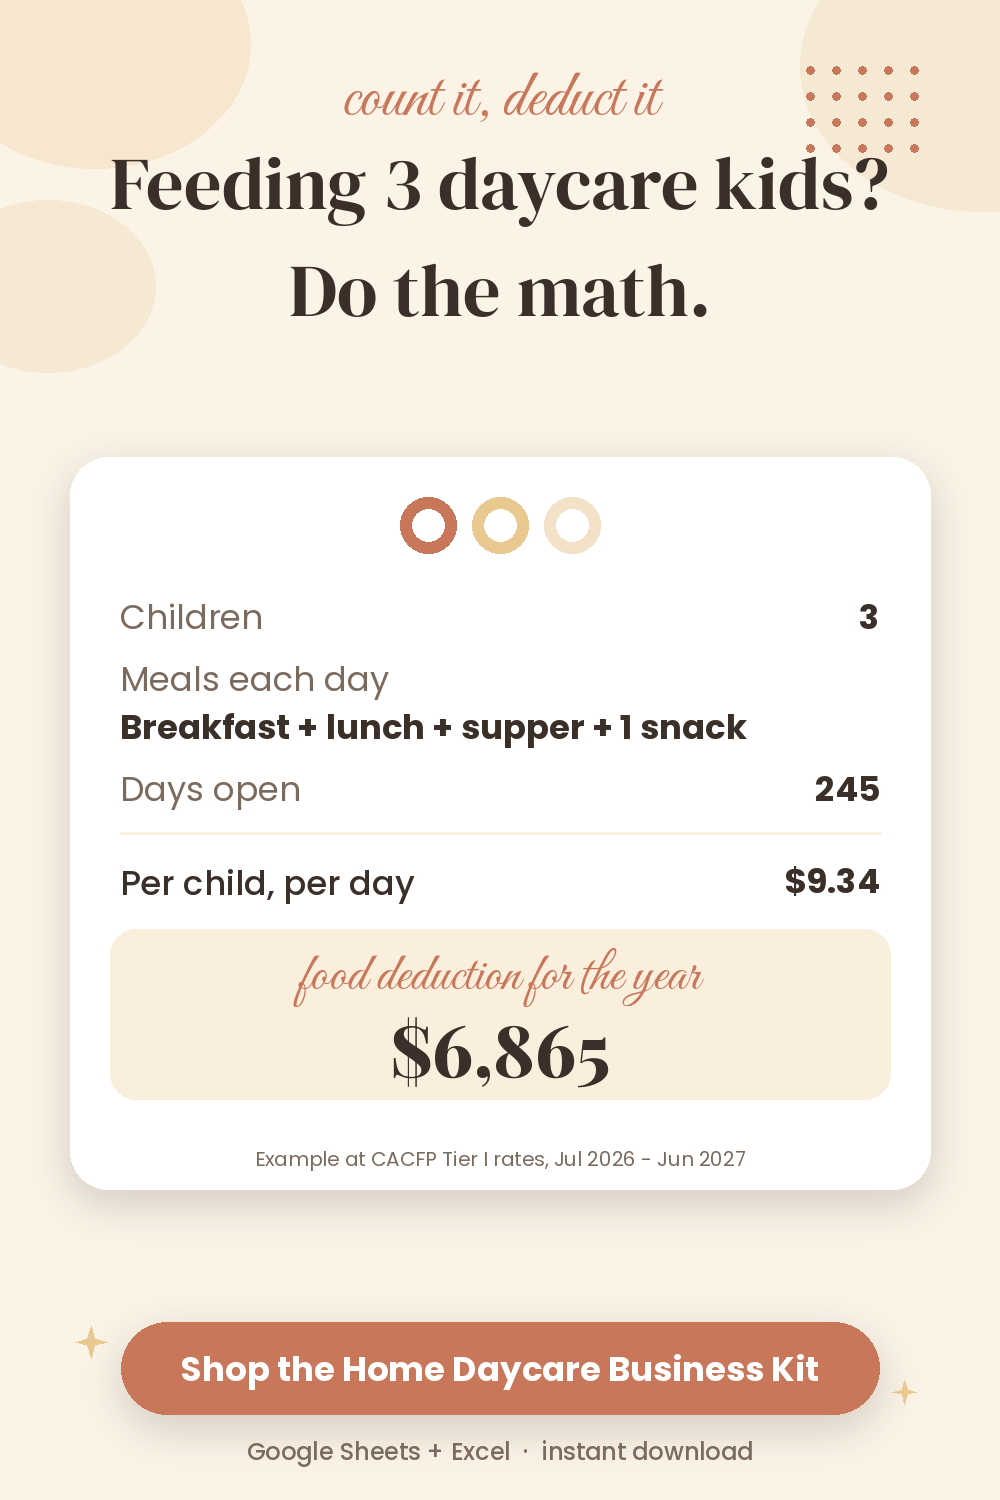 count it, deduct it
Feeding 3 daycare kids?
Do the math.
Children 3
Meals each day
Breakfast + lunch + supper + 1 snack
Days open 245
Per child, per day $9.34
food deduction for the year
$6,865
Example at CACFP Tier I rates, Jul 2026 - Jun 2027
Shop the Home Daycare Business Kit
Google Sheets + Excel · instant download